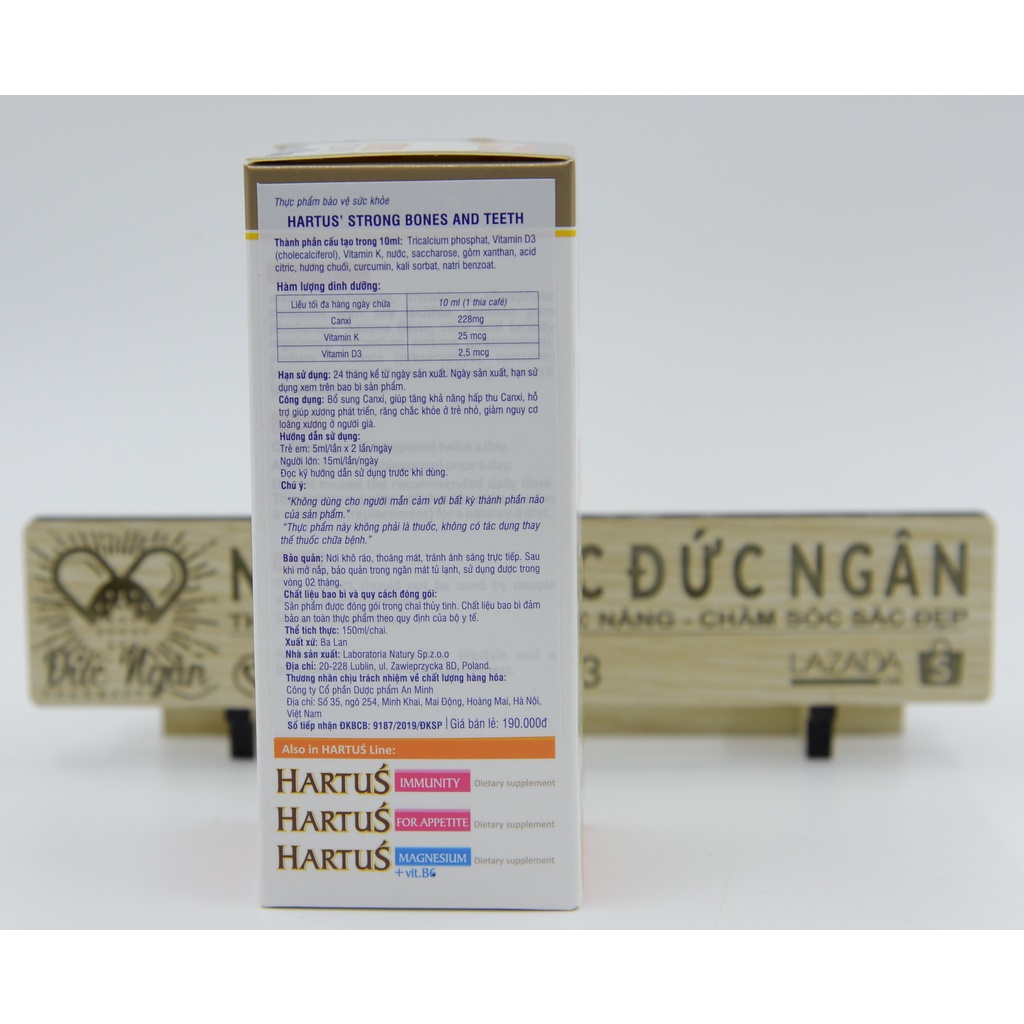 Thực phẩm bảo vệ sức khỏe
HARTUS' STRONG BONES AND TEETH
Thành phần cấu tạo trong 10ml: Tricalcium phosphat, Vitamin D3
(cholecalciferol), Vitamin K, nước, saccharose, gôm xanthan, acid
citric, hương chuối, curcumin, kali sorbat, natri benzoat.
Hàm lượng dinh dưỡng:
Liều tối đa hàng ngày chứa 10 ml (1 thìa café)
Canxi 228mg
Vitamin K 25 mcg
Vitamin D3 2,5 mcg
Hạn sử dụng: 24 tháng kể từ ngày sản xuất. Ngày sản xuất, hạn sử
dụng xem trên bao bì sản phẩm.
Công dụng: Bổ sung Canxi, giúp tăng khả năng hấp thu Canxi, hỗ
trợ giúp xương phát triển, răng chắc khỏe ở trẻ nhỏ, giảm nguy cơ
loãng xương ở người già.
Hướng dẫn sử dụng:
Trẻ em: 5ml/lần x 2 lần/ngày
Người lớn: 15ml/lần/ngày
Đọc kỹ hướng dẫn sử dụng trước khi dùng.
Chú ý:
"Không dùng cho người mẫn cảm với bất kỳ thành phần nào
của sản phẩm."
"Thực phẩm này không phải là thuốc, không có tác dụng thay
thế thuốc chữa bệnh."
Bảo quản: Nơi khô ráo, thoáng mát, tránh ánh sáng trực tiếp. Sau
khi mở nắp, bảo quản trong ngăn mát tủ lạnh, sử dụng được trong
vòng 02 tháng.
Chất liệu bao bì và quy cách đóng gói:
Sản phẩm được đóng gói trong chai thủy tinh. Chất liệu bao bì đảm
bảo an toàn thực phẩm theo quy định của bộ y tế.
Thể tích thực: 150ml/chai.
Xuất xứ: Ba Lan
Nhà sản xuất: Laboratoria Natury Sp.z.o.o
Địa chỉ: 20-228 Lublin, ul. Zawieprzycka 8D, Poland.
Thương nhân chịu trách nhiệm về chất lượng hàng hóa:
Công ty Cổ phần Dược phẩm An Minh
Địa chỉ: Số 35, ngõ 254, Minh Khai, Mai Động, Hoàng Mai, Hà Nội,
Việt Nam
Số tiếp nhận ĐKBCB: 9187/2019/ĐKSP | Giá bán lẻ: 190.000đ
Also in HARTUŚ Line:
HARTUŚ IMMUNITY Dietary supplement
HARTUŚ FOR APPETITE Dietary supplement
HARTUŚ MAGNESIUM Dietary supplement
+ vit.B6
N C ĐỨC NGÂN
NĂNG - CHĂM SÓC SẮC ĐẸP
Đức Ngân
3 LAZADA S